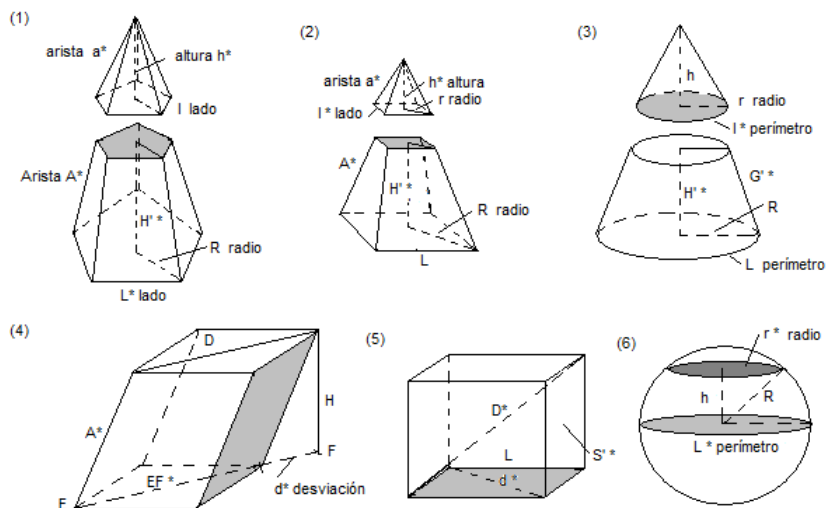 (1)
arista a*
altura h*
l lado
Arista A*
H' *
R radio
L* lado
(2)
arista a*
h* altura
r radio
l* lado
A*
H' *
R radio
L
(3)
h
r radio
l * perímetro
G' *
H' *
R
L perímetro
(4)
D
A*
H
F
EF *
d* desviación
E
(5)
D*
L
S' *
d *
(6)
r * radio
h
R
L * perímetro